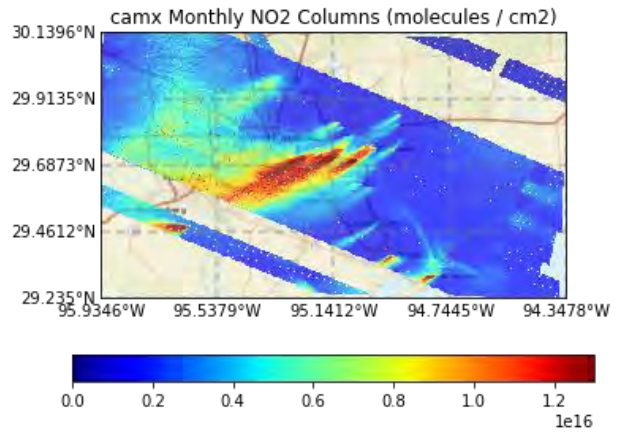 camx Monthly NO2 Columns (molecules / cm2)
30.1396°N
29.9135°N
29.6873°N
29.4612°N
29.235°N
95.9346°W 95.5379°W 95.1412°W 94.7445°W 94.3478°W
0.0 0.2 0.4 0.6 0.8 1.0 1.2
1e16